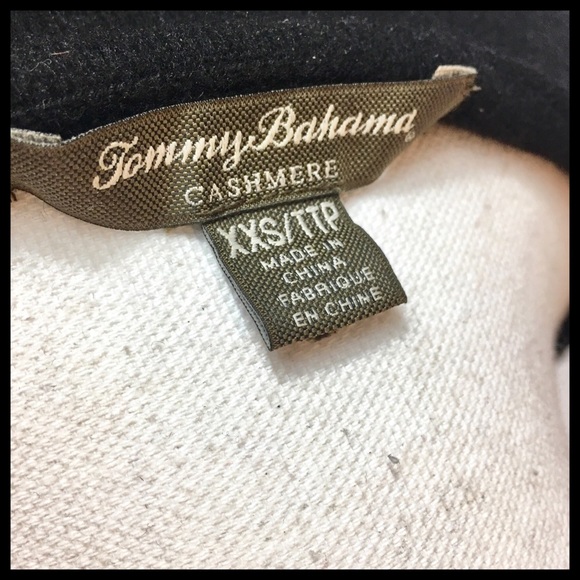 Tommy Bahama®
CASHMERE
XXS/TTP
MADE IN
CHINA
FABRIQUE
EN CHINE